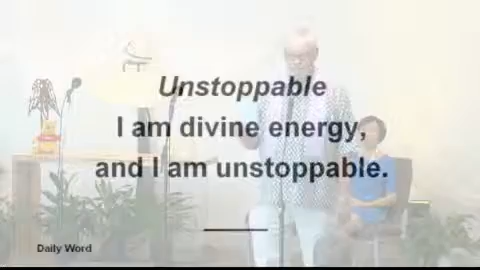 Unstoppable
I am divine energy,
and I am unstoppable.
Daily Word